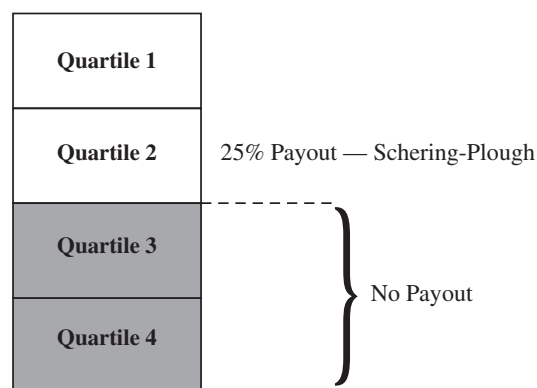 Quartile 1
Quartile 2
25% Payout — Schering-Plough
Quartile 3
No Payout
Quartile 4